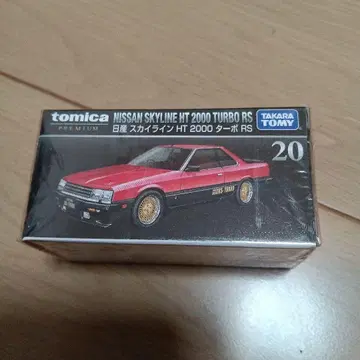 tomica
PREMIUM
NISSAN SKYLINE HT 2000 TURBO RS
日産 スカイライン HT 2000 ターボ RS
TAKARA
TOMY
20